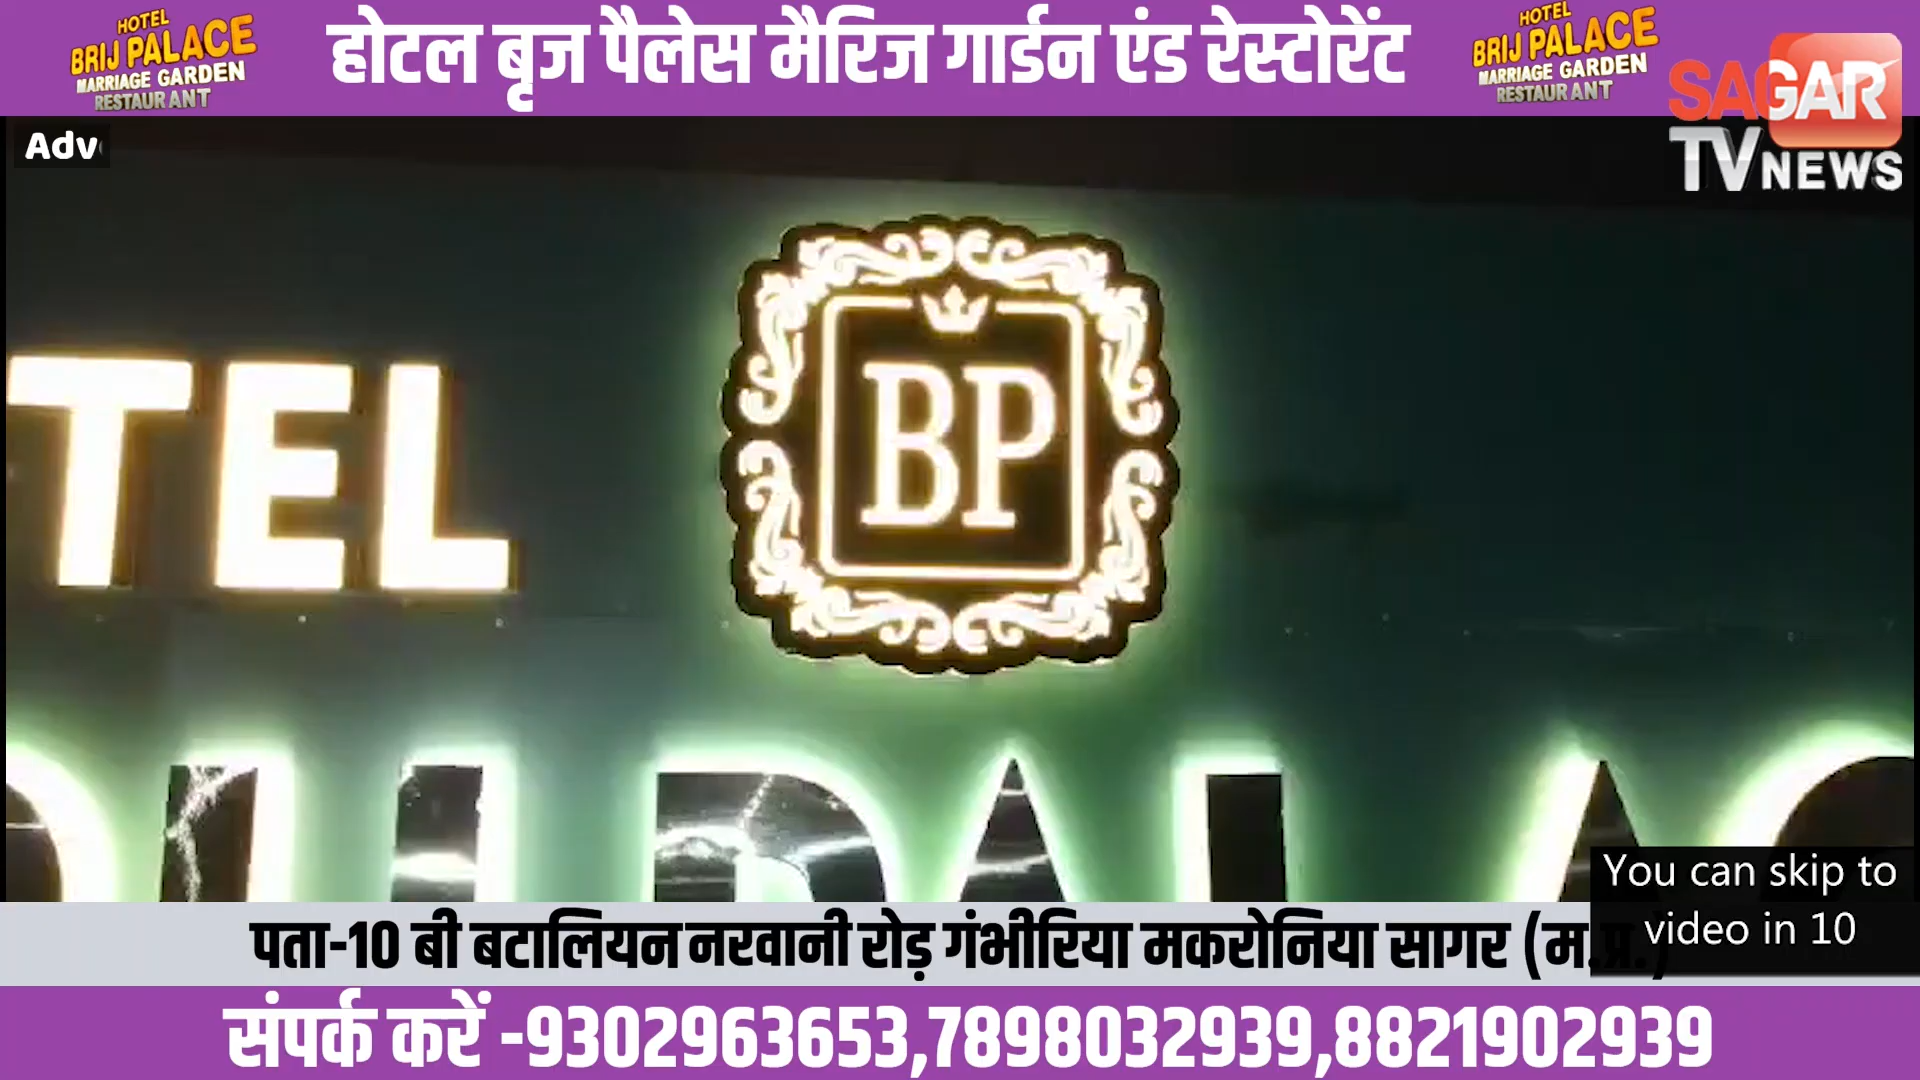 HOTEL
BRIJ PALACE
MARRIAGE GARDEN
RESTAURANT
होटल बृज पैलेस मैरिज गार्डन एंड रेस्टोरेंट
HOTEL
BRIJ PALACE
MARRIAGE GARDEN
RESTAURANT
SAGAR
TV NEWS
Adv
BP
TEL
You can skip to
video in 10
पता-10 बी बटालियन नरवानी रोड़ गंभीरिया मकरोनिया सागर (म.प्र.)
संपर्क करें -9302963653,7898032939,8821902939